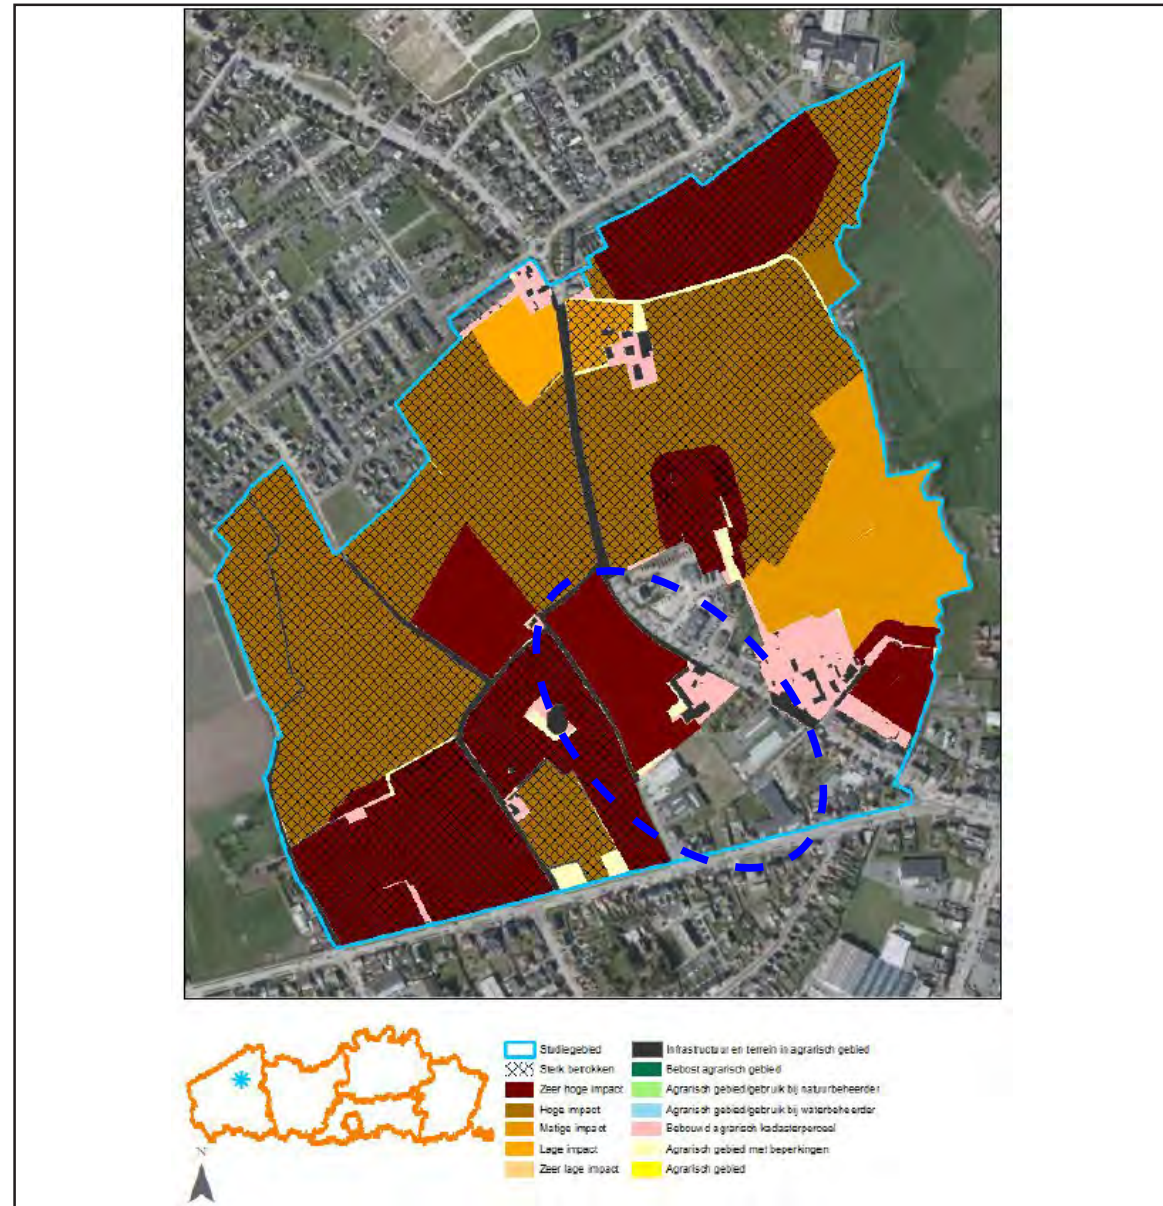 Studiegebied
Sterk betrokken
Zeer hoge impact
Hoge impact
Matige impact
Lage impact
Zeer lage impact
Infrastructuur en terrein in agrarisch gebied
Bebost agrarisch gebied
Agrarisch gebied/gebruik bij natuurbeheerder
Agrarisch gebied/gebruik bij waterbeheerder
Bebouwd agrarisch kadasterperceel
Agrarisch gebied met beperkingen
Agrarisch gebied
N